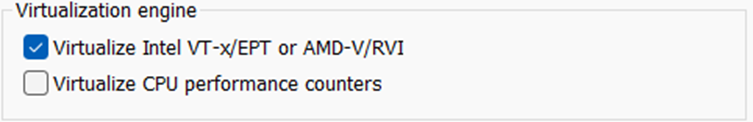 Virtualization engine
Virtualize Intel VT-x/EPT or AMD-V/RVI
Virtualize CPU performance counters